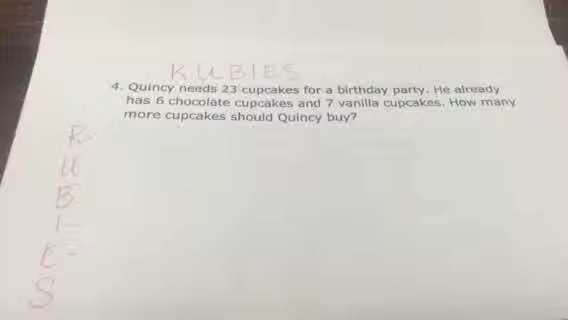 KUBIES
4. Quincy needs 23 cupcakes for a birthday party. He already
has 6 chocolate cupcakes and 7 vanilla cupcakes. How many
more cupcakes should Quincy buy?
K
U
B
I
E
S